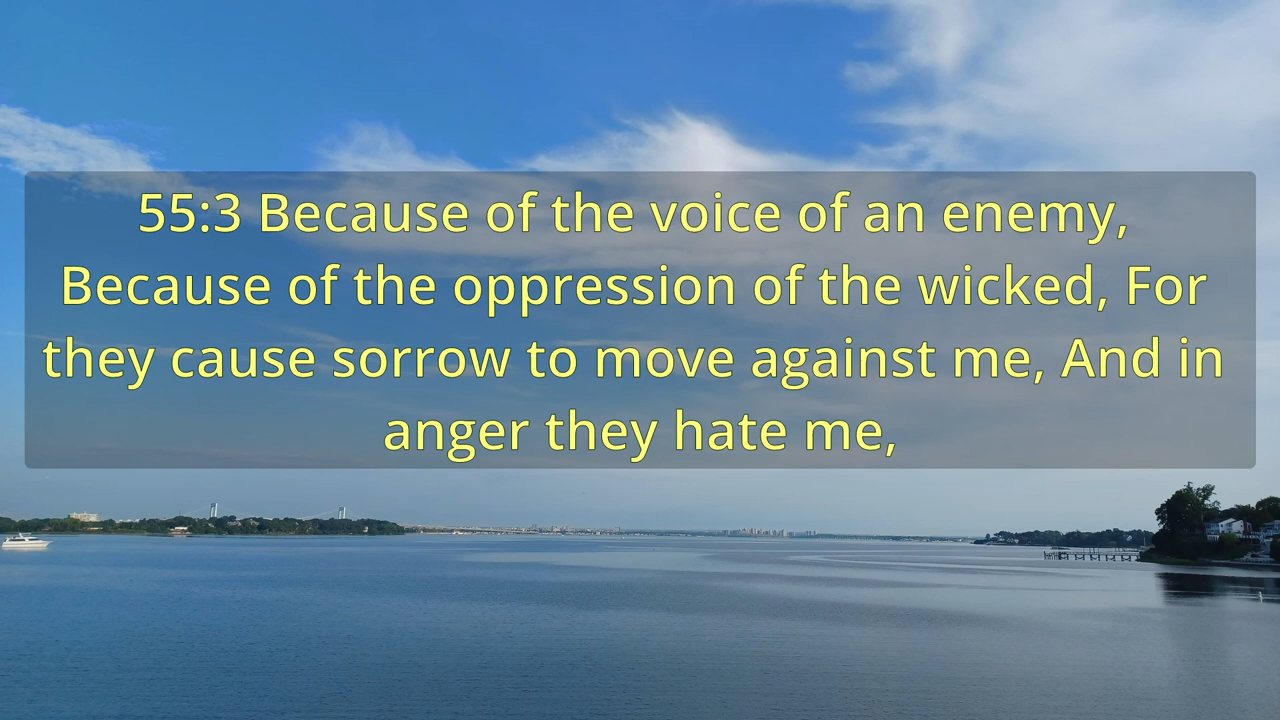 55:3 Because of the voice of an enemy,
Because of the oppression of the wicked, For
they cause sorrow to move against me, And in
anger they hate me,